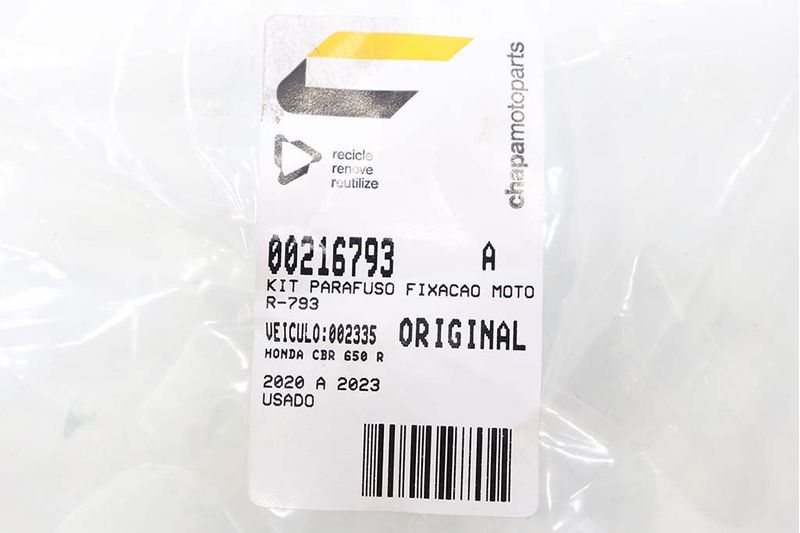 chapamotoparts
recicle
renove
reutilize
00216793 A
KIT PARAFUSO FIXACAO MOTO
R-793
VEICULO:002335 ORIGINAL
HONDA CBR 650 R
2020 A 2023
USADO